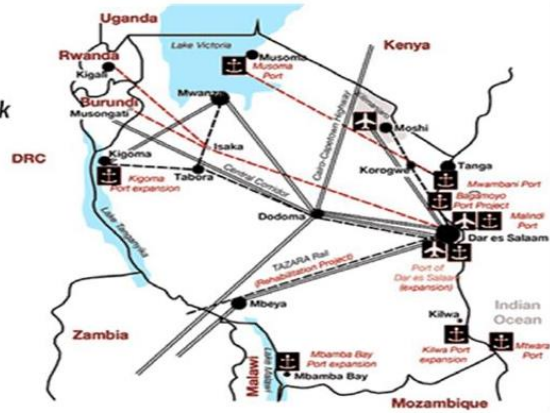 Uganda
Lake Victoria
Kenya
Rwanda
Kigali
Musoma
Musoma
Port
Mwanza
Burundi
Musongati
k
DRC
Kigoma
Kigoma
Port expansion
Tabora
Isaka
Central Corridor
Cairo-Capetown Highway
Moshi
Korogwe
Tanga
Mwambani Port
Bagamoyo
Port Project
Malindi
Port
Dodoma
Dar es Salaam
Port of
Dar es Salaam
(expansion)
Lake Tanganyika
TAZARA Rail
(Rehabilitation Project)
Mbeya
Indian
Ocean
Kilwa
Kilwa Port
expansion
Mtwara
Port
Zambia
Malawi
Lake Malawi
Mbamba Bay
Port expansion
Mbamba Bay
Mozambique